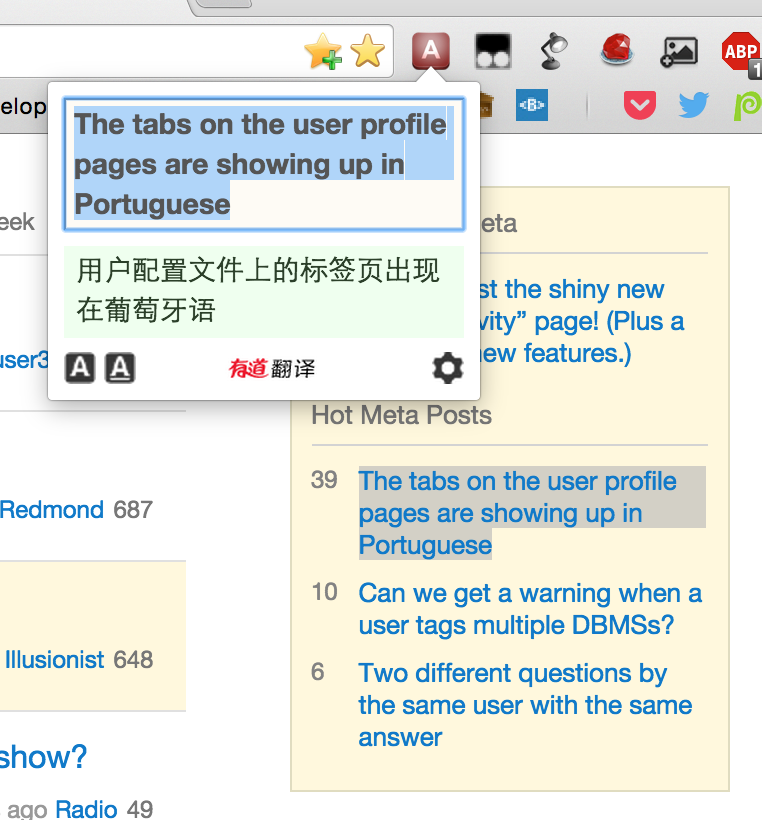 A
ABP
1
elop
<B>
The tabs on the user profile
pages are showing up in
Portuguese
用户配置文件上的标签页出现
在葡萄牙语
A A
有道翻译
eek
user3
Redmond 687
Illusionist 648
show?
ago Radio 49
eta
st the shiny new
vity” page! (Plus a
ew features.)
Hot Meta Posts
39 The tabs on the user profile
pages are showing up in
Portuguese
10 Can we get a warning when a
user tags multiple DBMSs?
6 Two different questions by
the same user with the same
answer